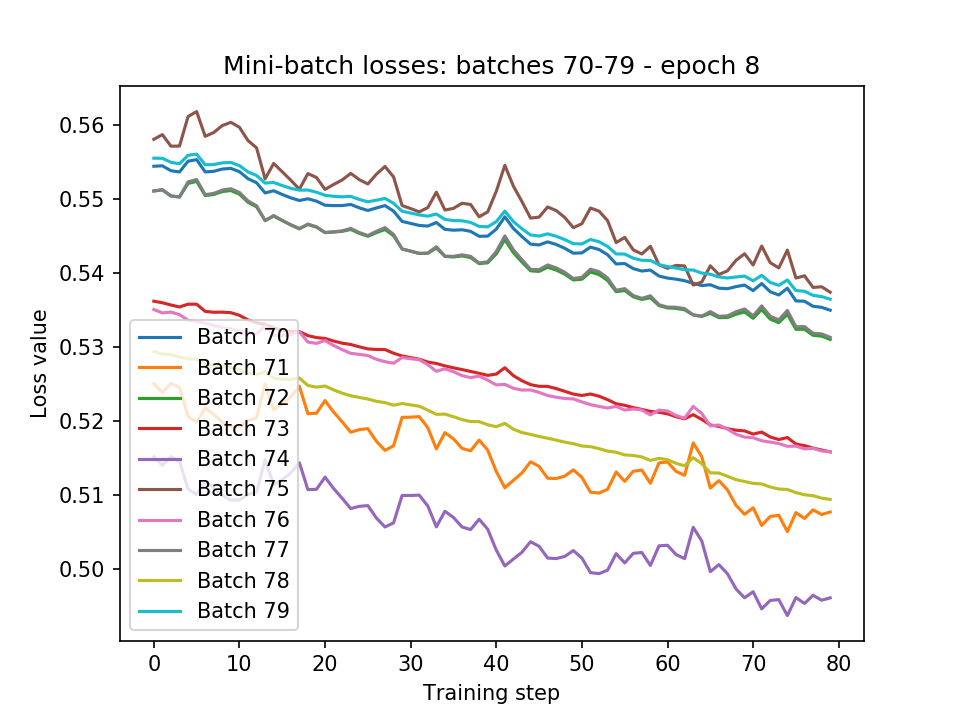 Mini-batch losses: batches 70-79 - epoch 8
0.56
0.55
0.54
0.53
0.52
0.51
0.50
Loss value
Batch 70
Batch 71
Batch 72
Batch 73
Batch 74
Batch 75
Batch 76
Batch 77
Batch 78
Batch 79
0 10 20 30 40 50 60 70 80
Training step